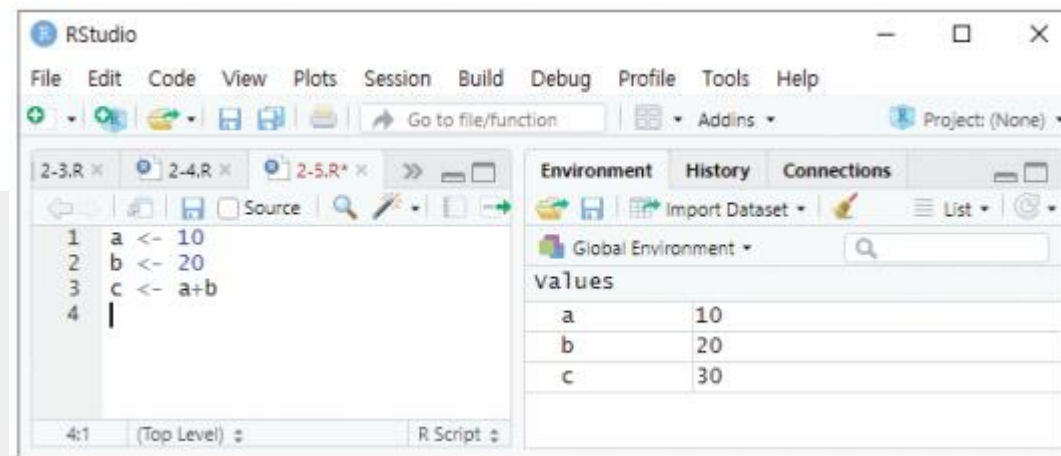 RStudio
File Edit Code View Plots Session Build Debug Profile Tools Help
Go to file/function Addins Project: (None)
2-3.R 2-4.R 2-5.R*
Source
1 a <- 10
2 b <- 20
3 c <- a+b
4
4:1 (Top Level) R Script
Environment History Connections
Import Dataset List
Global Environment
Values
a 10
b 20
c 30